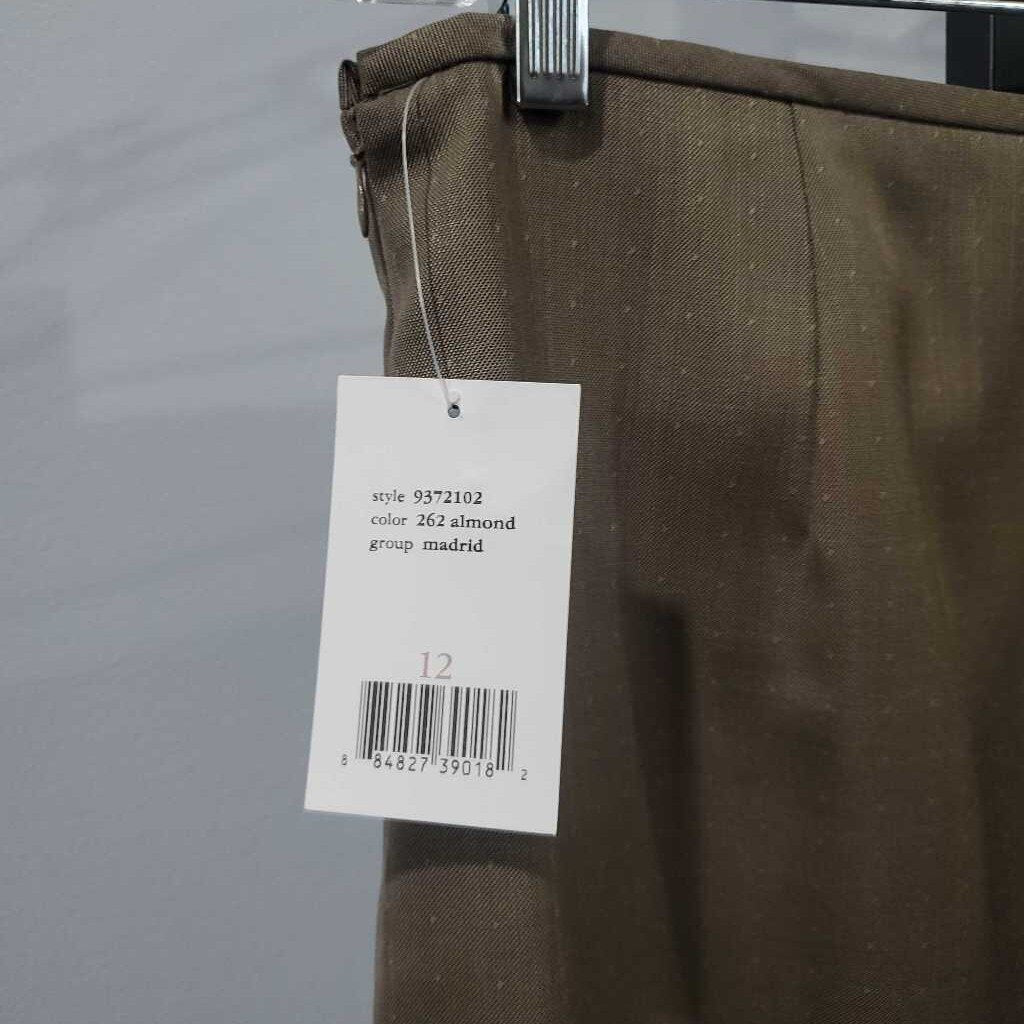 style 9372102
color 262 almond
group madrid
12
8 84827 39018 2